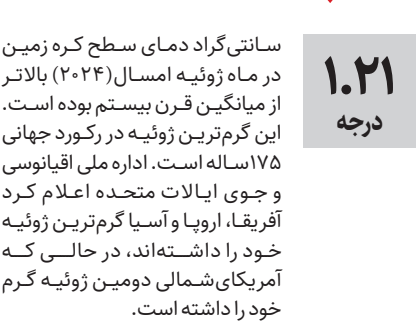 ۱.۲۱
درجه
سانتی‌گراد دمای سطح کره زمین
در ماه ژوئیه امسال(۲۰۲۴) بالاتر
از میانگین قرن بیستم بوده است.
این گرم‌ترین ژوئیه در رکورد جهانی
۱۷۵ساله است. اداره ملی اقیانوسی
و جوی ایالات متحده اعلام کرد
آفریقا، اروپا و آسیا گرم‌ترین ژوئیه
خود را داشته‌اند، در حالی که
آمریکای‌شمالی دومین ژوئیه گرم
خود را داشته است.